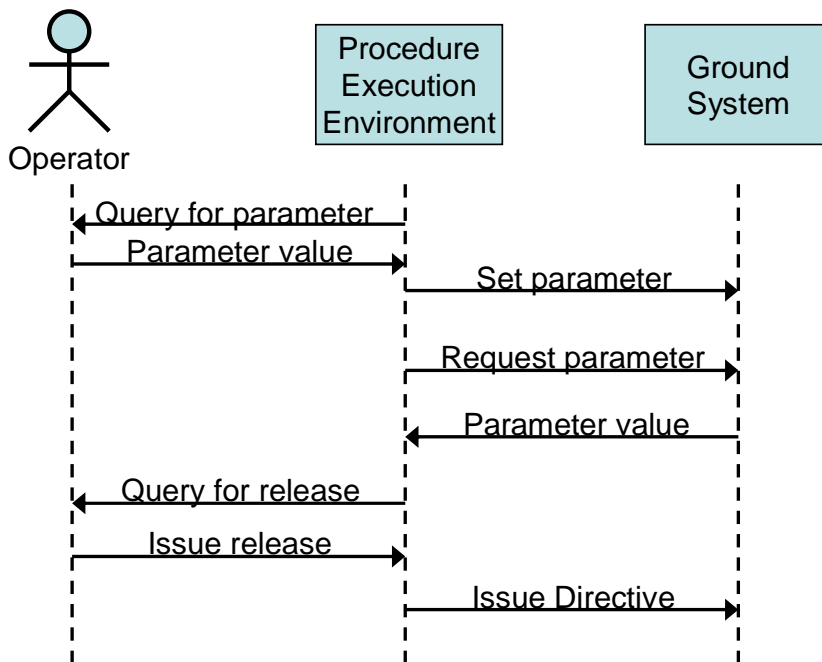 Procedure
Execution
Environment
Ground
System
Operator
Query for parameter
Parameter value
Set parameter
Request parameter
Parameter value
Query for release
Issue release
Issue Directive